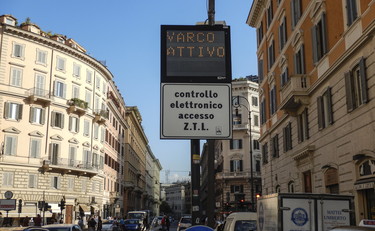 VARCO
ATTIVO
controllo
elettronico
accesso
Z.T.L.